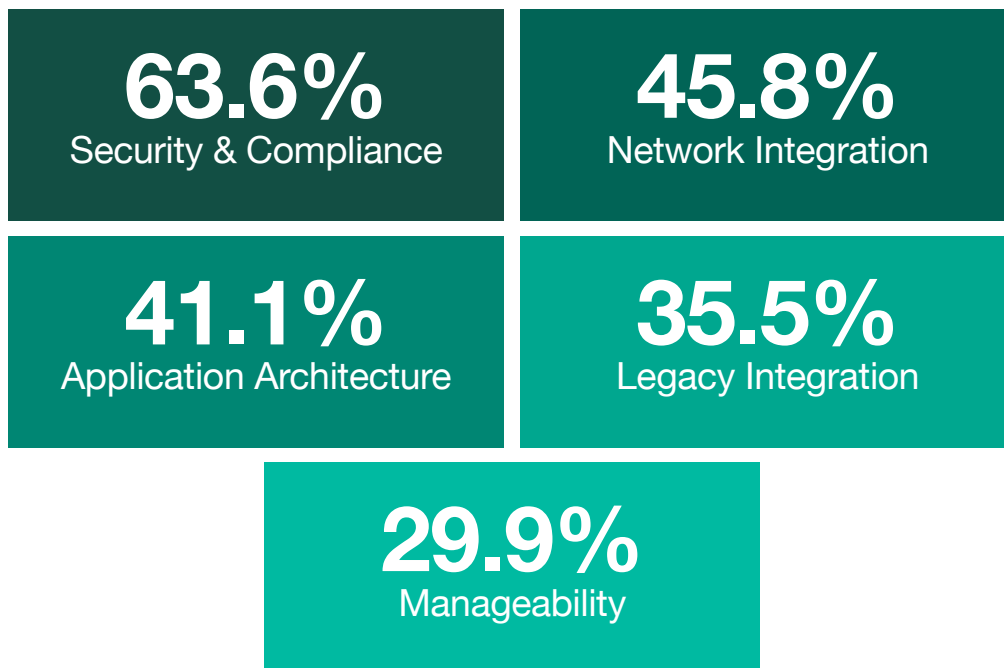 63.6%
Security & Compliance
45.8%
Network Integration
41.1%
Application Architecture
35.5%
Legacy Integration
29.9%
Manageability